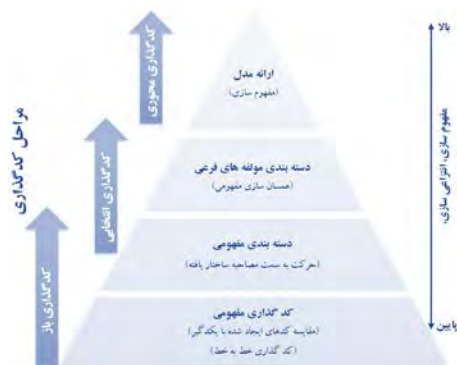 بالا
ارائه مدل
(مفهوم سازی)
دسته بندی مولفه های فرعی
(همسان سازی مفهومی)
دسته بندی مفهومی
(حرکت به سمت مصاحبه ساختار یافته)
کد گذاری مفهومی
(مقایسه کدهای ایجاد شده با یکدگیر)
(کد گذاری خط به خط)
پایین
مفهوم سازی، انتزاعی سازی،
کدگذاری محوری
کدگذاری انتخابی
کدگذاری باز
مراحل کدگذاری